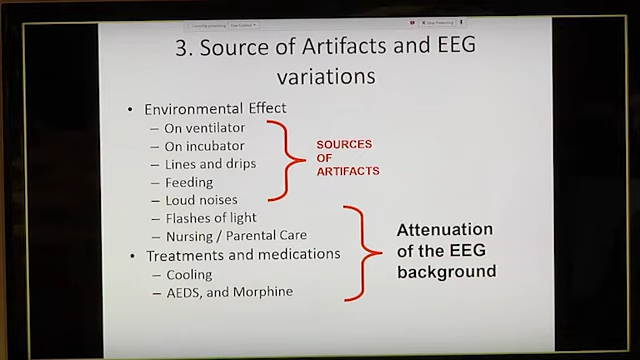 3. Source of Artifacts and EEG
variations
• Environmental Effect
– On ventilator
– On incubator
– Lines and drips
– Feeding
– Loud noises
– Flashes of light
– Nursing / Parental Care
• Treatments and medications
– Cooling
– AEDS, and Morphine
SOURCES
OF
ARTIFACTS
Attenuation
of the EEG
background